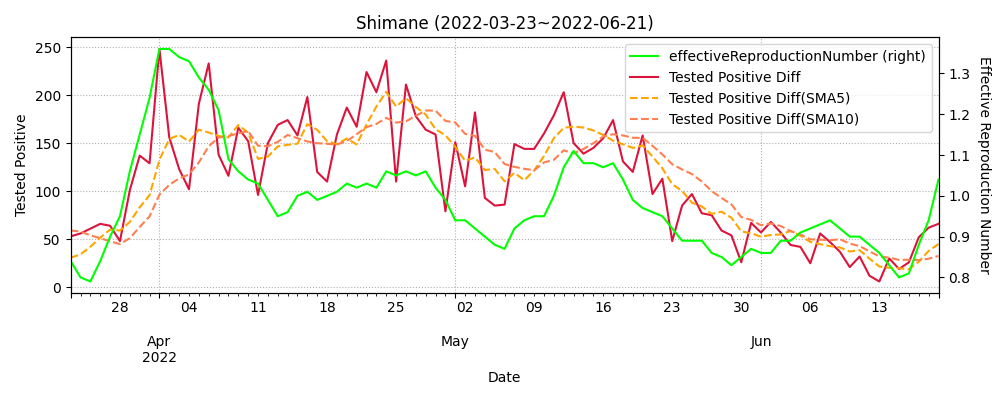 Shimane (2022-03-23~2022-06-21)
effectiveReproductionNumber (right)
Tested Positive Diff
Tested Positive Diff(SMA5)
Tested Positive Diff(SMA10)
Tested Positive
250
200
150
100
50
0
Effective Reproduction Number
1.3
1.2
1.1
1.0
0.9
0.8
28 04 11 18 25 02 09 16 23 30 06 13
Apr May Jun
2022
Date